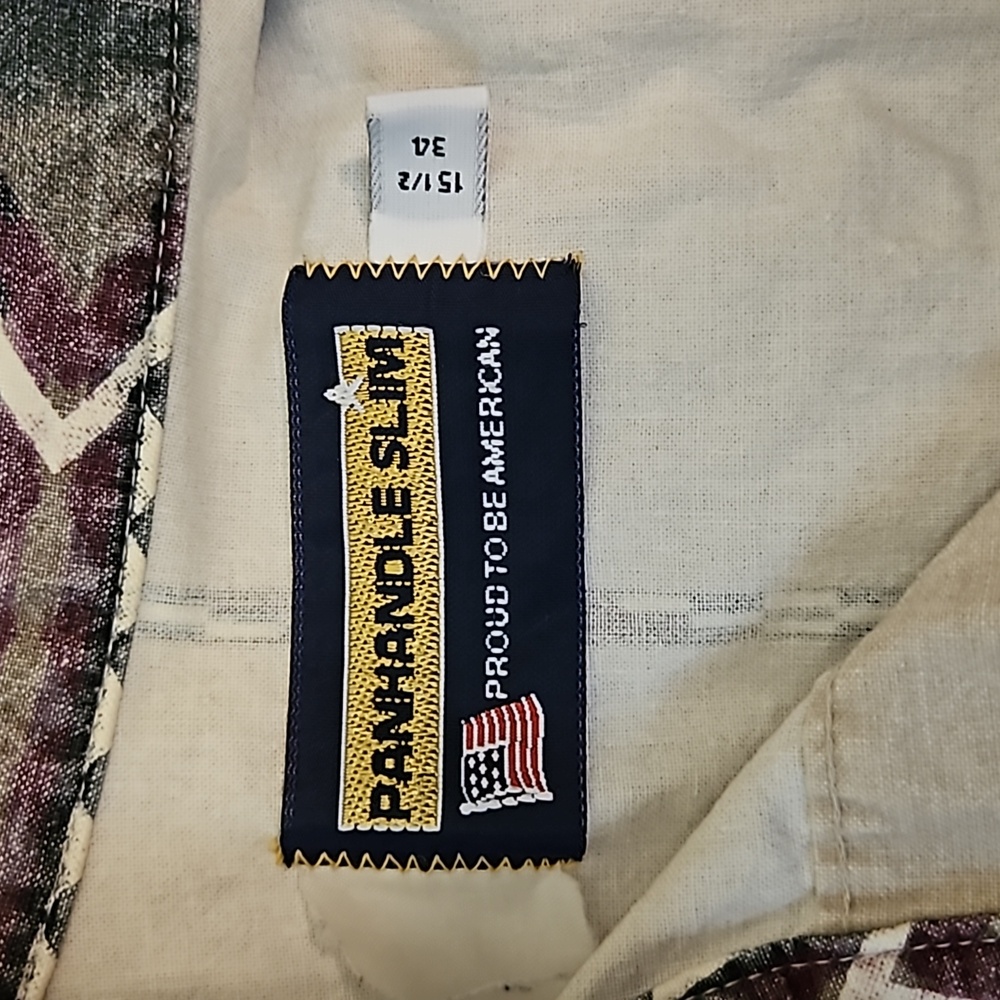 PANHANDLE SLIM
PROUD TO BE AMERICAN
15 1/2
34